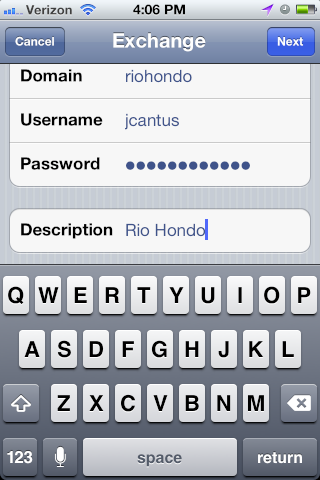 Verizon 4:06 PM
Cancel Exchange Next
Domain riohondo
Username jcantus
Password ●●●●●●●●●●●●
Description Rio Hondo
Q W E R T Y U I O P
A S D F G H J K L
Z X C V B N M
123 space return